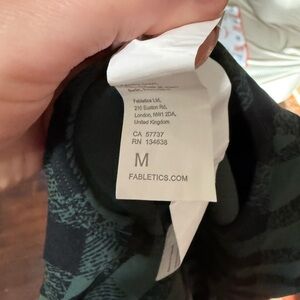 Fabletics Ltd,
210 Euston Rd,
London, NW1 2DA,
United Kingdom
CA 57737
RN 134638
M
FABLETICS.COM